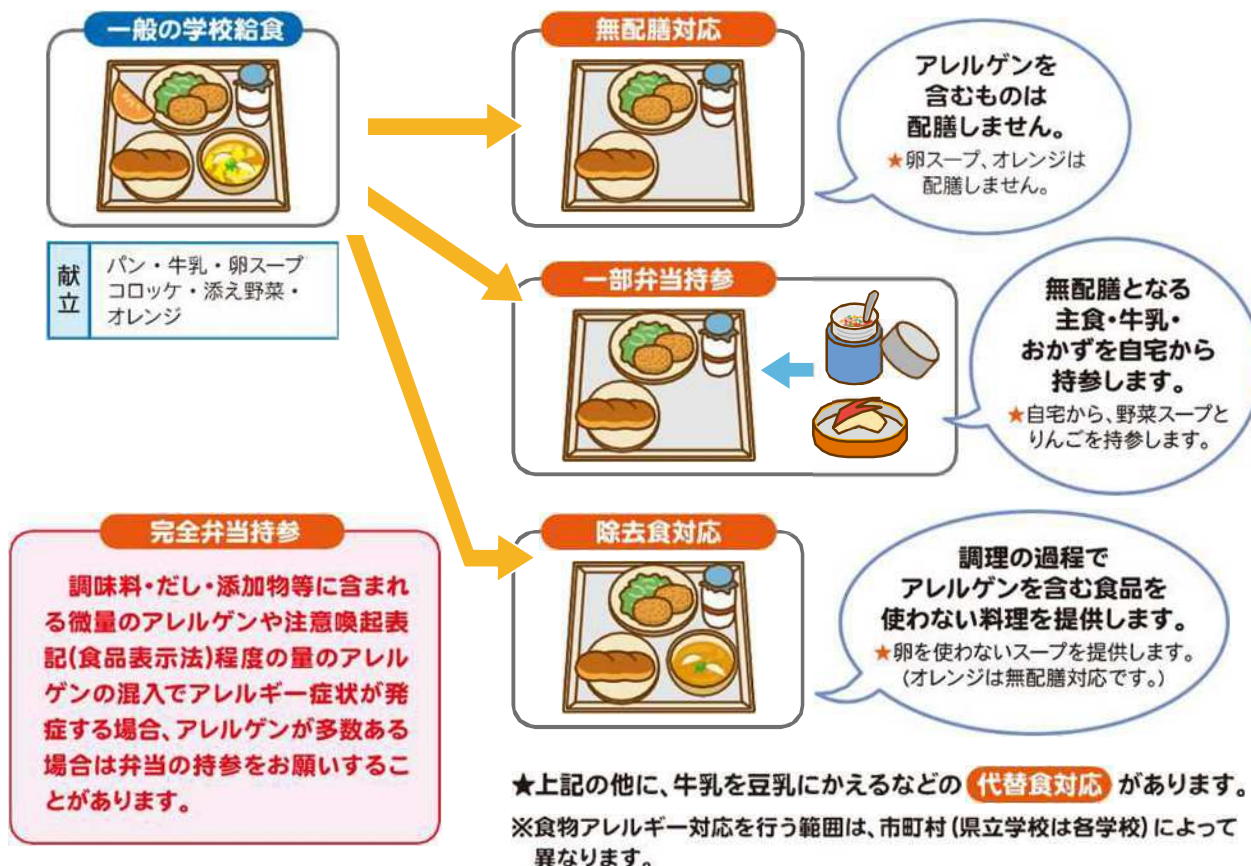 一般の学校給食
献立
パン・牛乳・卵スープ
コロッケ・添え野菜・
オレンジ
無配膳対応
アレルゲンを
含むものは
配膳しません。
★卵スープ、オレンジは
配膳しません。
一部弁当持参
無配膳となる
主食・牛乳・
おかずを自宅から
持参します。
★自宅から、野菜スープと
りんごを持参します。
除去食対応
調理の過程で
アレルゲンを含む食品を
使わない料理を提供します。
★卵を使わないスープを提供します。
(オレンジは無配膳対応です。)
完全弁当持参
調味料・だし・添加物等に含まれ
る微量のアレルゲンや注意喚起表
記(食品表示法)程度の量のアレル
ゲンの混入でアレルギー症状が発
症する場合、アレルゲンが多数ある
場合は弁当の持参をお願いするこ
とがあります。
★上記の他に、牛乳を豆乳にかえるなどの 代替食対応 があります。
※食物アレルギー対応を行う範囲は、市町村(県立学校は各学校)によって
異なります。